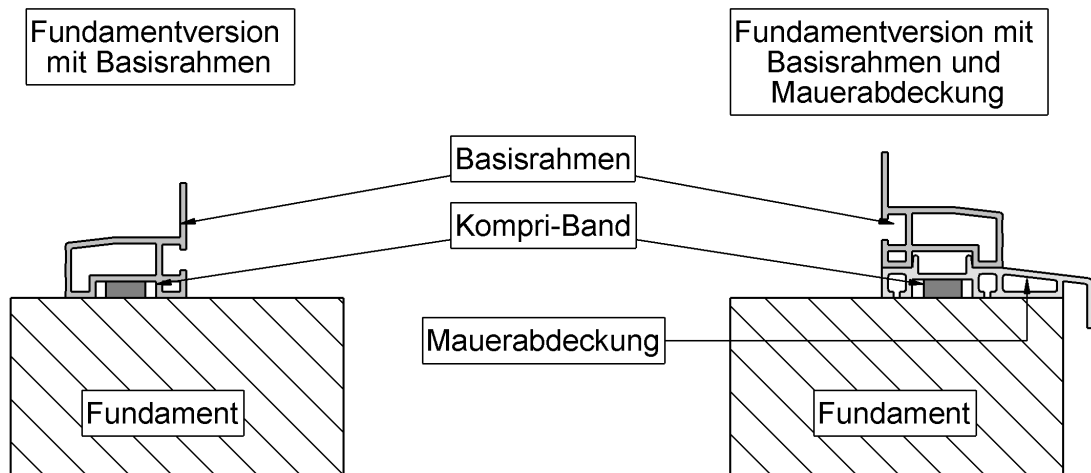 Fundamentversion
mit Basisrahmen
Fundamentversion mit
Basisrahmen und
Mauerabdeckung
Basisrahmen
Kompri-Band
Mauerabdeckung
Fundament
Fundament